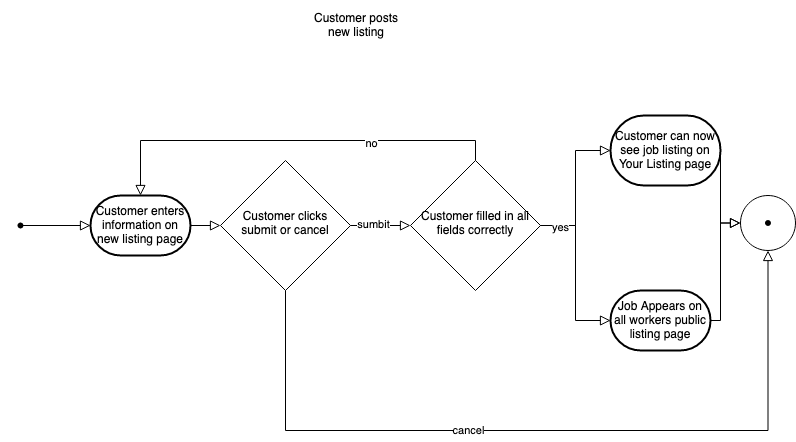 Customer posts
new listing
no
Customer enters
information on
new listing page
Customer clicks
submit or cancel
sumbit
Customer filled in all
fields correctly
yes
Customer can now
see job listing on
Your Listing page
Job Appears on
all workers public
listing page
cancel